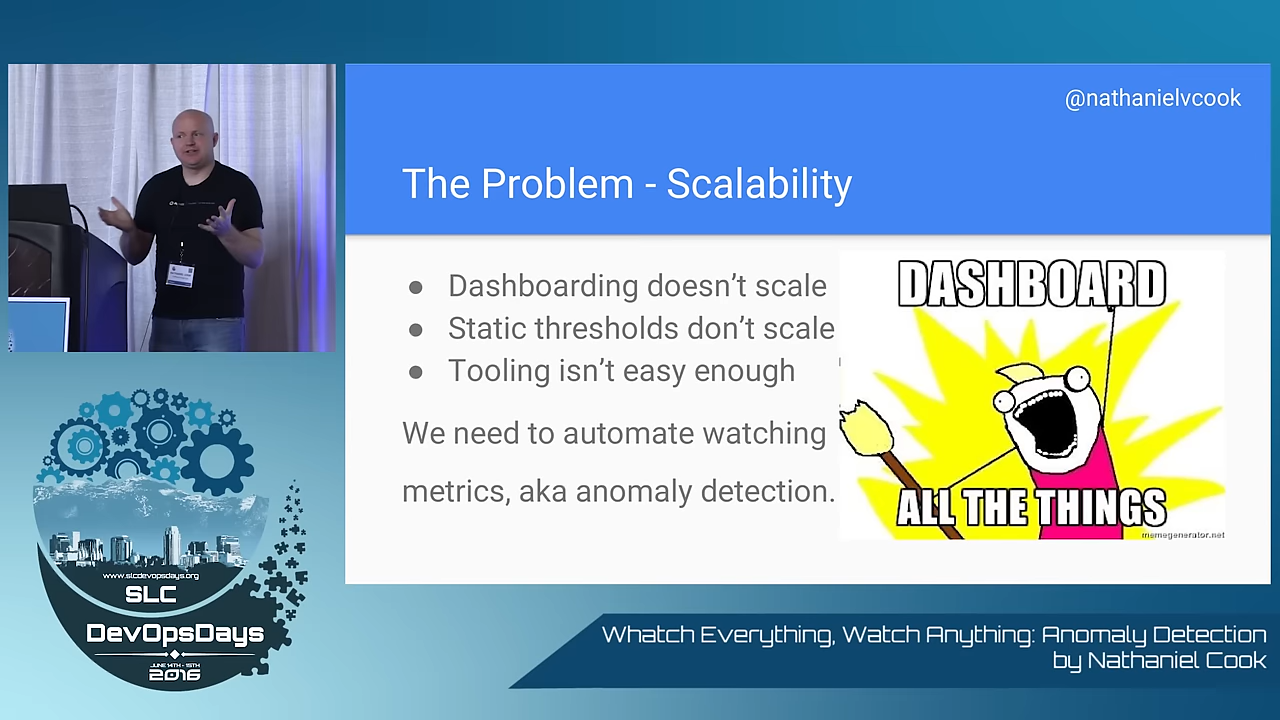 @nathanielvcook
The Problem - Scalability
● Dashboarding doesn’t scale
● Static thresholds don’t scale
● Tooling isn’t easy enough
We need to automate watching
metrics, aka anomaly detection.
DASHBOARD
ALL THE THINGS
memegenerator.net
www.slcdevopsdays.org
SLC
DevOpsDays
JUNE 14TH - 15TH
2016
Whatch Everything, Watch Anything: Anomaly Detection
by Nathaniel Cook